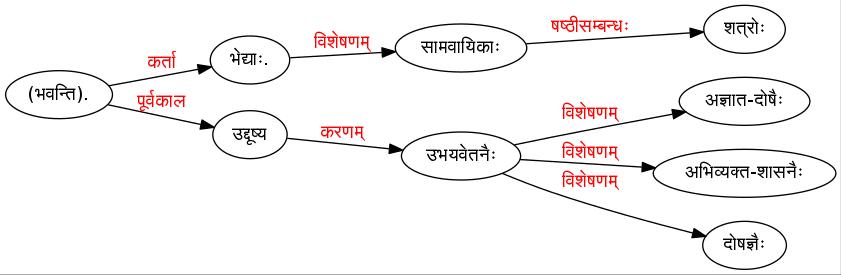 शत्रोः
षष्ठीसम्बन्धः
सामवायिकाः
विशेषणम्
भेद्याः.
कर्ता
(भवन्ति).
पूर्वकाल
उद्दूष्य
करणम्
उभयवेतनैः
विशेषणम्
अज्ञात-दोषैः
विशेषणम्
अभिव्यक्त-शासनैः
विशेषणम्
दोषज्ञैः